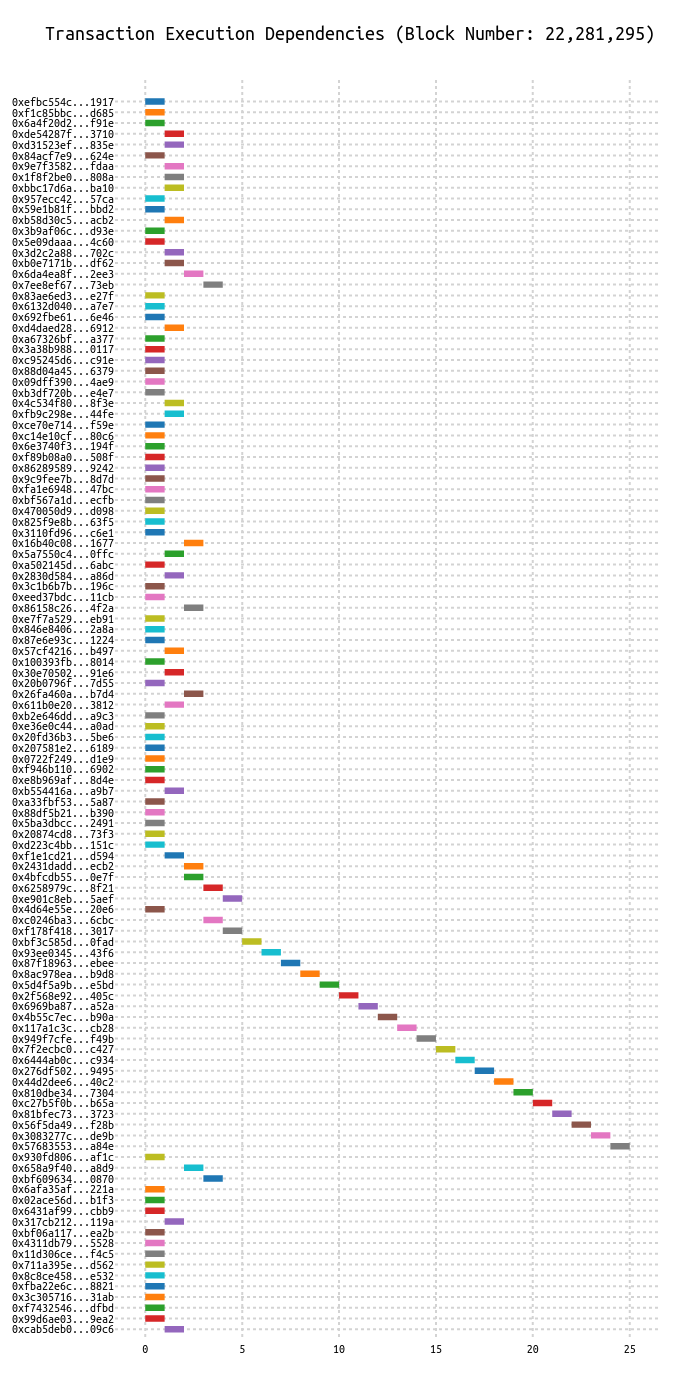 Transaction Execution Dependencies (Block Number: 22,281,295)
0xefbc554c...1917
0xf1c85bbc...d685
0x6a4f20d2...f91e
0xde54287f...3710
0xd31523ef...835e
0x84acf7e9...624e
0x9e7f3582...fdaa
0x1f8f2be0...808a
0xbbc17d6a...ba10
0x957ecc42...57ca
0x59e1b81f...bbd2
0xb58d30c5...acb2
0x3b9af06c...d93e
0x5e09daaa...4c60
0x3d2c2a88...702c
0xb0e7171b...df62
0x6da4ea8f...2ee3
0x7ee8ef67...73eb
0x83ae6ed3...e27f
0x6132d040...a7e7
0x692fbe61...6e46
0xd4daed28...6912
0xa67326bf...a377
0x3a38b988...0117
0xc95245d6...c91e
0x88d04a45...6379
0x09dff390...4ae9
0xb3df720b...e4e7
0x4c534f80...8f3e
0xfb9c298e...44fe
0xce70e714...f59e
0xc14e10cf...80c6
0x6e3740f3...194f
0xf89b08a0...508f
0x86289589...9242
0x9c9fee7b...8d7d
0xfa1e6948...47bc
0xbf567a1d...ecfb
0x470050d9...d098
0x825f9e8b...63f5
0x3110fd96...c6e1
0x16b40c08...1677
0x5a7550c4...0ffc
0xa502145d...6abc
0x2830d584...a86d
0x3c1b6b7b...196c
0xeed37bdc...11cb
0x86158c26...4f2a
0xe7f7a529...eb91
0x846e8406...2a8a
0x87e6e93c...1224
0x57cf4216...b497
0x100393fb...8014
0x30e70502...91e6
0x20b0796f...7d55
0x26fa460a...b7d4
0x611b0e20...3812
0xb2e646dd...a9c3
0xe36e0c44...a0ad
0x20fd36b3...5be6
0x207581e2...6189
0x0722f249...d1e9
0xf946b110...6902
0xe8b969af...8d4e
0xb554416a...a9b7
0xa33fbf53...5a87
0x88df5b21...b390
0x5ba3dbcc...2491
0x20874cd8...73f3
0xd223c4bb...151c
0xf1e1cd21...d594
0x2431dadd...ecb2
0x4bfcdb55...0e7f
0x6258979c...8f21
0xe901c8eb...5aef
0x4d64e55e...20e6
0xc0246ba3...6cbc
0xf178f418...3017
0xbf3c585d...0fad
0x93ee0345...43f6
0x87f18963...ebee
0x8ac978ea...b9d8
0x5d4f5a9b...e5bd
0x2f568e92...405c
0x6969ba87...a52a
0x4b55c7ec...b90a
0x117a1c3c...cb28
0x949f7cfe...f49b
0x7f2ecbc0...c427
0x6444ab0c...c934
0x276df502...9495
0x44d2dee6...40c2
0x810dbe34...7304
0xc27b5f0b...b65a
0x81bfec73...3723
0x56f5da49...f28b
0x3083277c...de9b
0x57683553...a84e
0x930fd806...af1c
0x658a9f40...a8d9
0xbf609634...0870
0x6afa35af...221a
0x02ace56d...b1f3
0x6431af99...cbb9
0x317cb212...119a
0xbf06a117...ea2b
0x4311db79...5528
0x11d306ce...f4c5
0x711a395e...d562
0x8c8ce458...e532
0xfba22e6c...8821
0x3c305716...31ab
0xf7432546...dfbd
0x99d6ae03...9ea2
0xcab5deb0...09c6
0 5 10 15 20 25